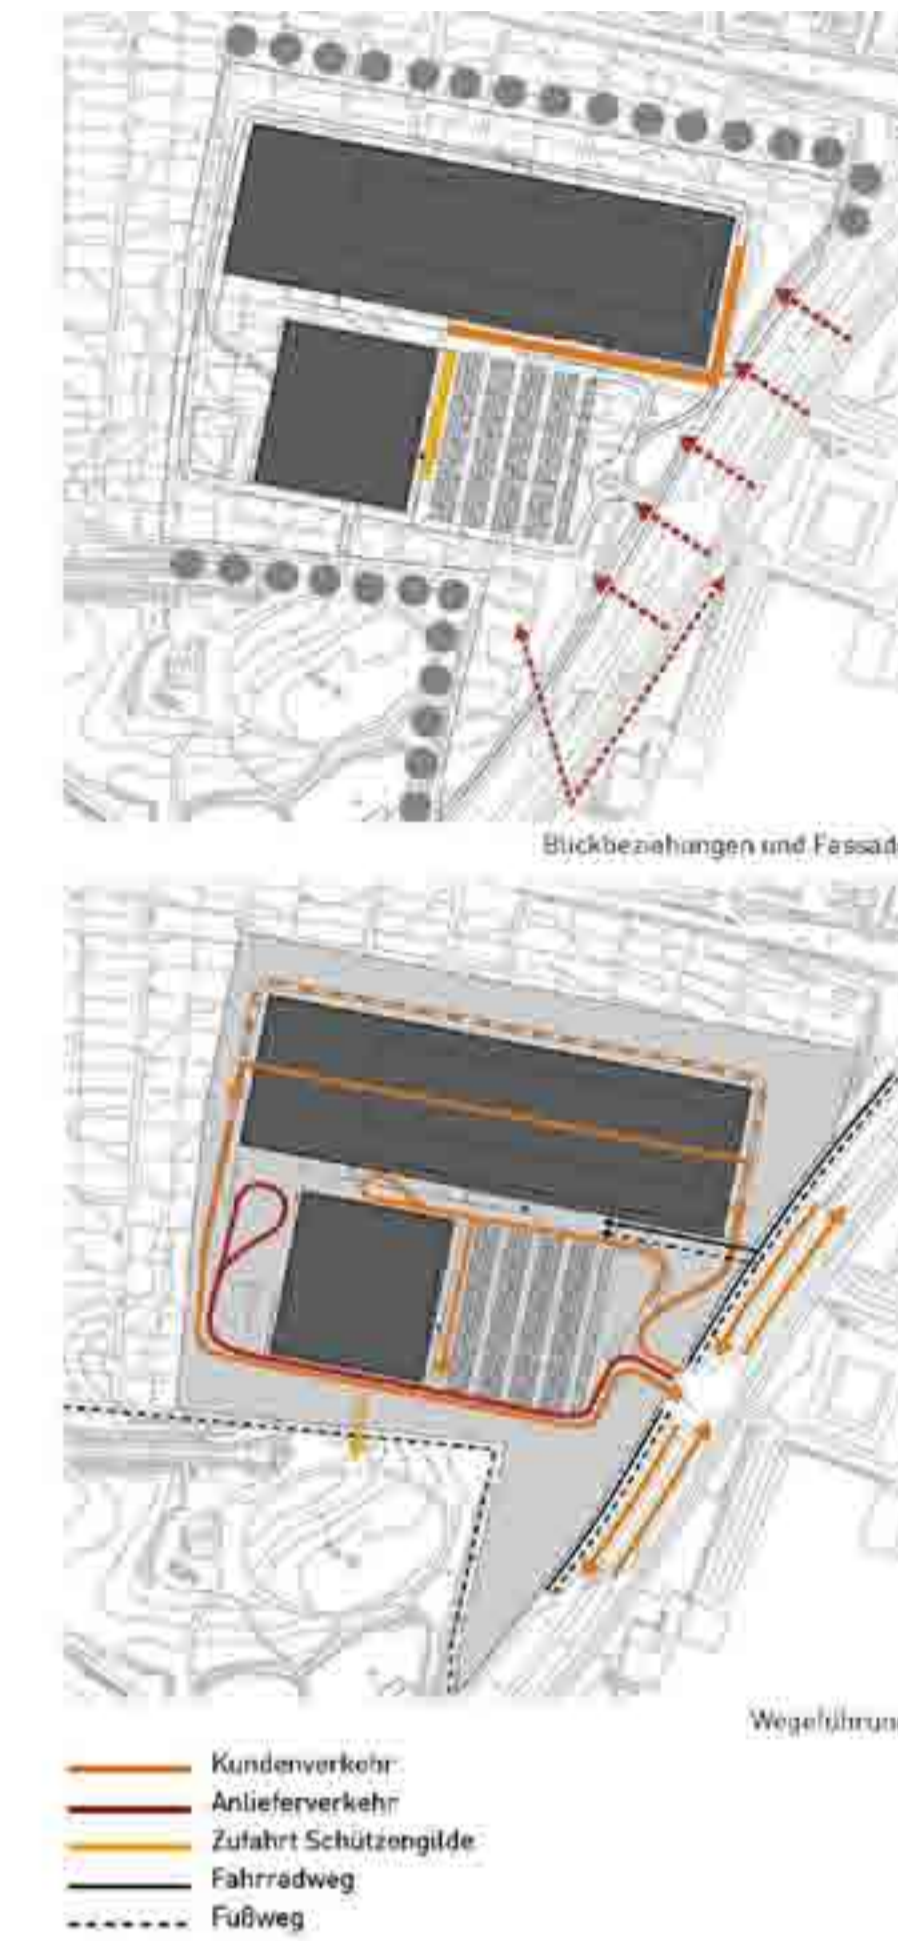 Blickbeziehungen und Fassad
Wegeführun
Kundenverkehr
Anlieferverkehr
Zufahrt Schützengilde
Fahrradweg
Fußweg